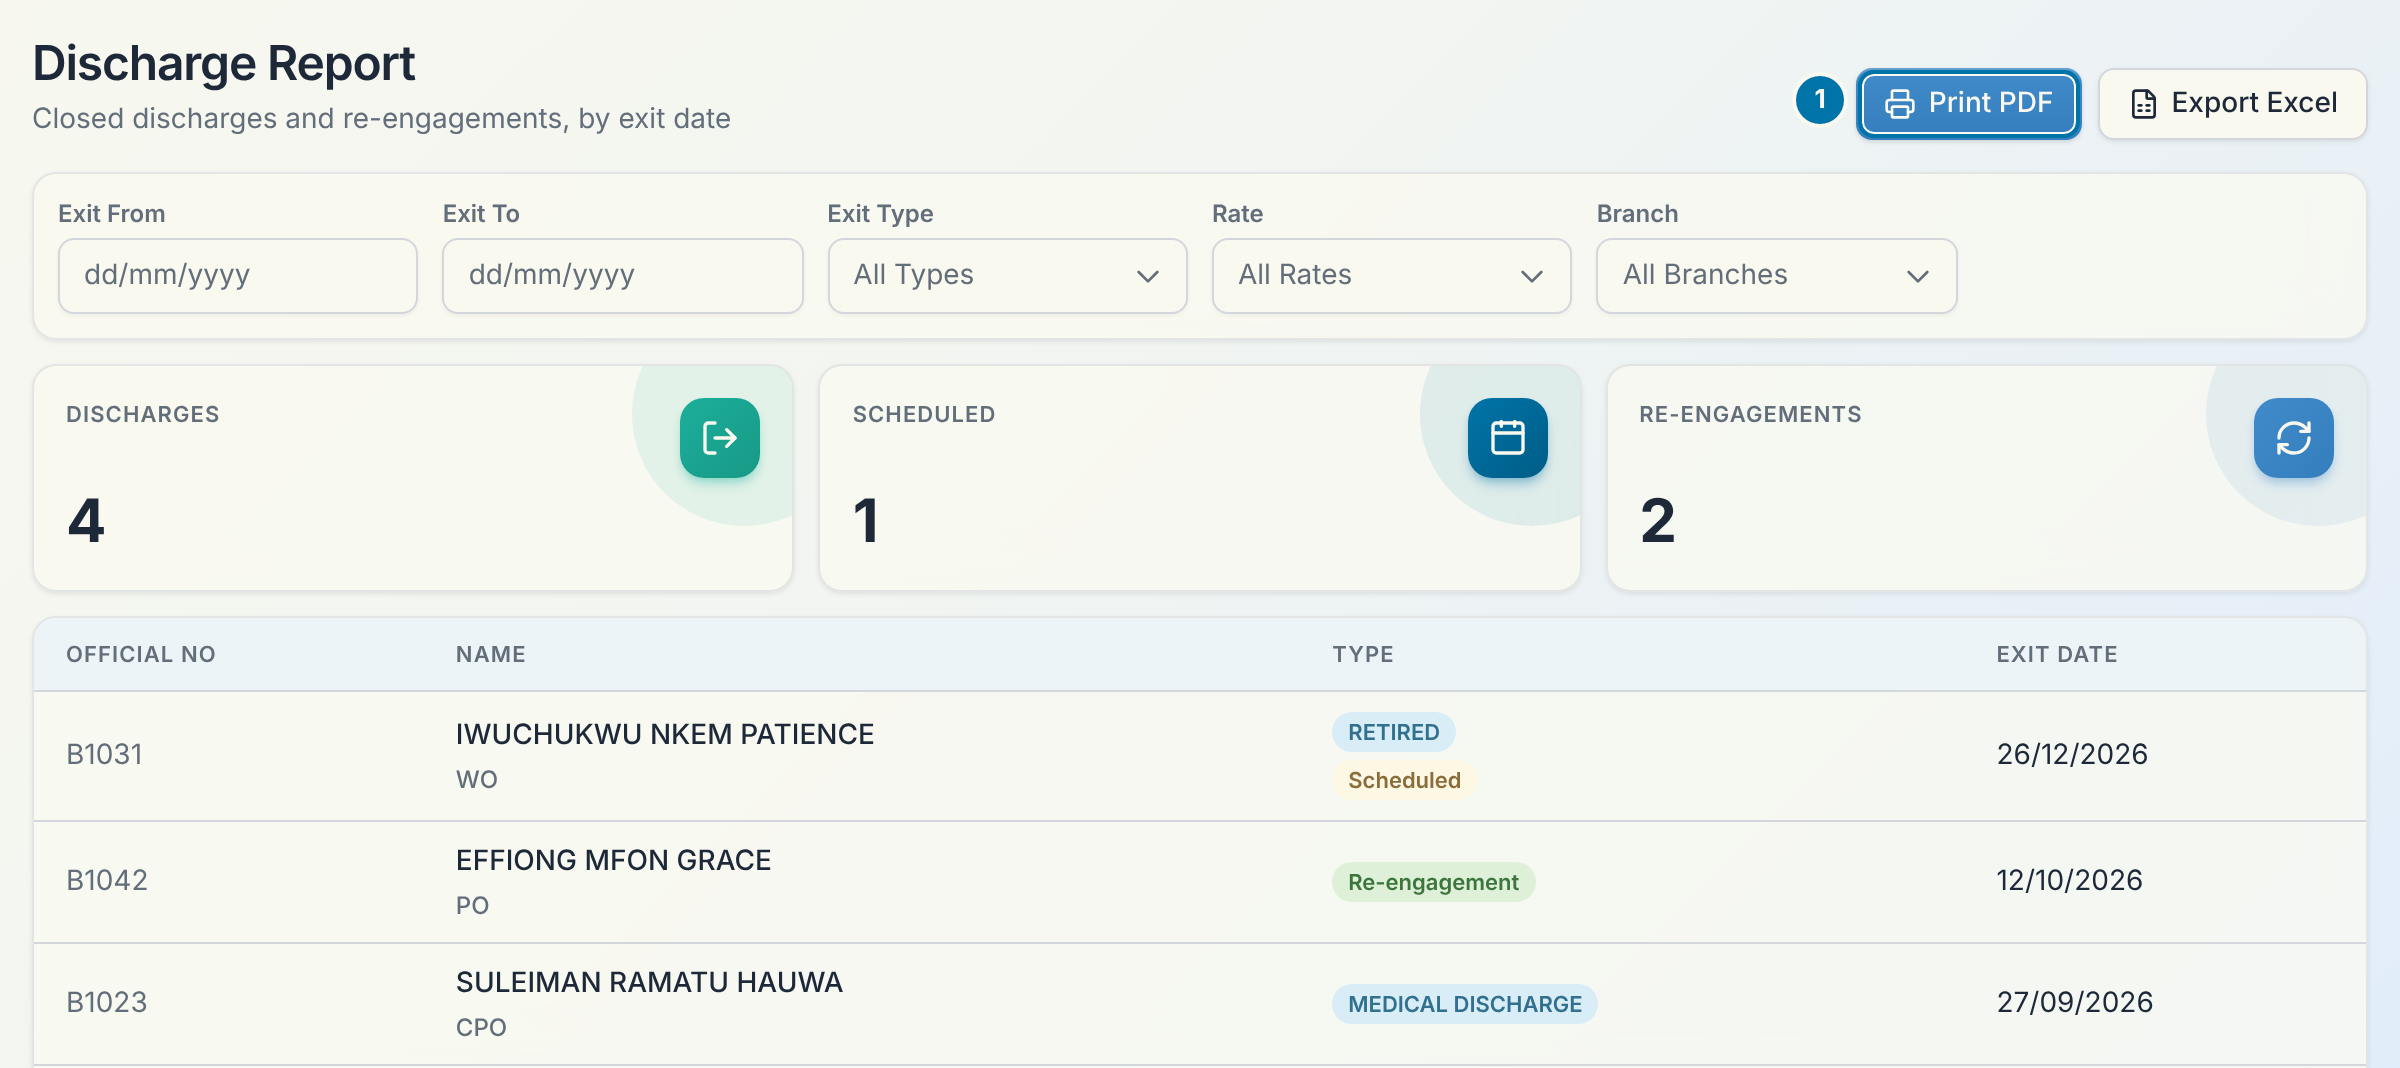 Discharge Report
Closed discharges and re-engagements, by exit date
1
Print PDF
Export Excel
Exit From
Exit To
Exit Type
Rate
Branch
dd/mm/yyyy
dd/mm/yyyy
All Types
All Rates
All Branches
DISCHARGES
4
SCHEDULED
1
RE-ENGAGEMENTS
2
OFFICIAL NO
NAME
TYPE
EXIT DATE
B1031
IWUCHUKWU NKEM PATIENCE
WO
RETIRED
Scheduled
26/12/2026
B1042
EFFIONG MFON GRACE
PO
Re-engagement
12/10/2026
B1023
SULEIMAN RAMATU HAUWA
CPO
MEDICAL DISCHARGE
27/09/2026